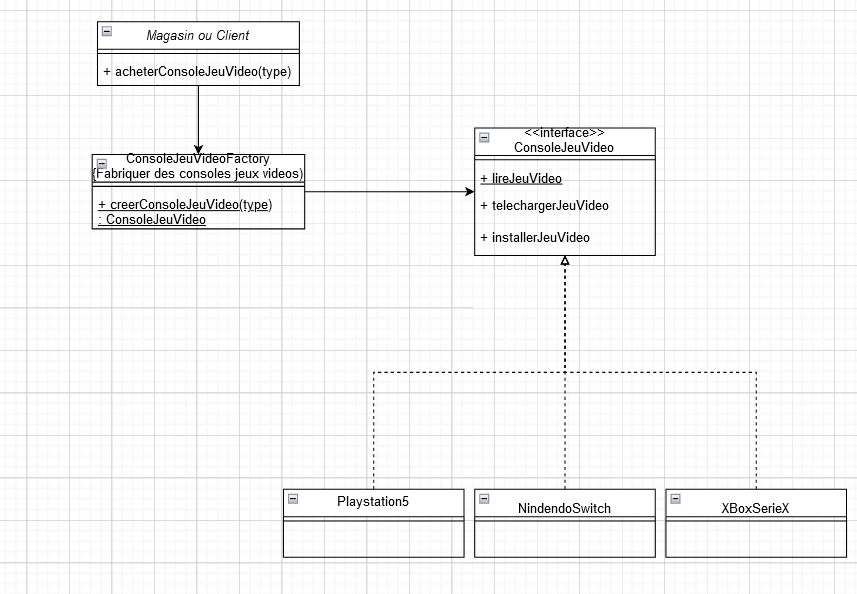 Magasin ou Client
+ acheterConsoleJeuVideo(type)
ConsoleJeuVideoFactory
{Fabriquer des consoles jeux videos)
+ creerConsoleJeuVideo(type)
: ConsoleJeuVideo
<<interface>>
ConsoleJeuVideo
+ lireJeuVideo
+ telechargerJeuVideo
+ installerJeuVideo
Playstation5
NindendoSwitch
XBoxSerieX